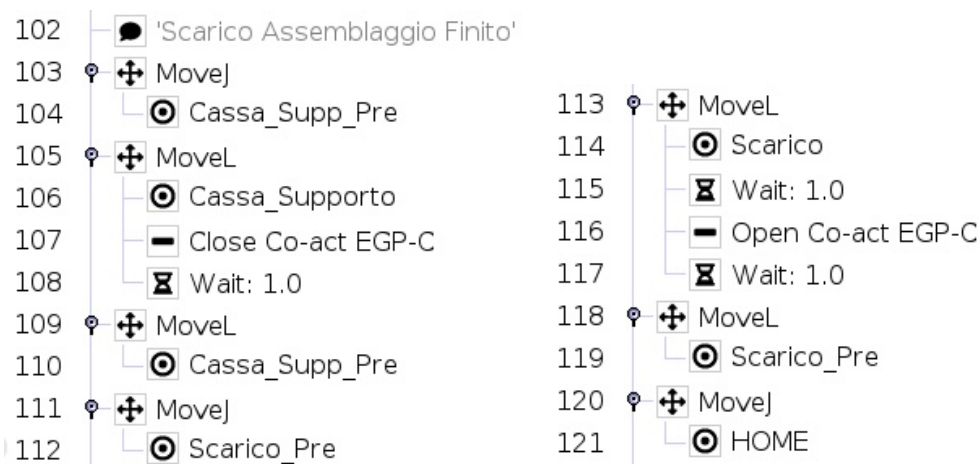 102 'Scarico Assemblaggio Finito'
103 MoveJ
104 Cassa_Supp_Pre
105 MoveL
106 Cassa_Supporto
107 Close Co-act EGP-C
108 Wait: 1.0
109 MoveL
110 Cassa_Supp_Pre
111 MoveJ
112 Scarico_Pre
113 MoveL
114 Scarico
115 Wait: 1.0
116 Open Co-act EGP-C
117 Wait: 1.0
118 MoveL
119 Scarico_Pre
120 MoveJ
121 HOME